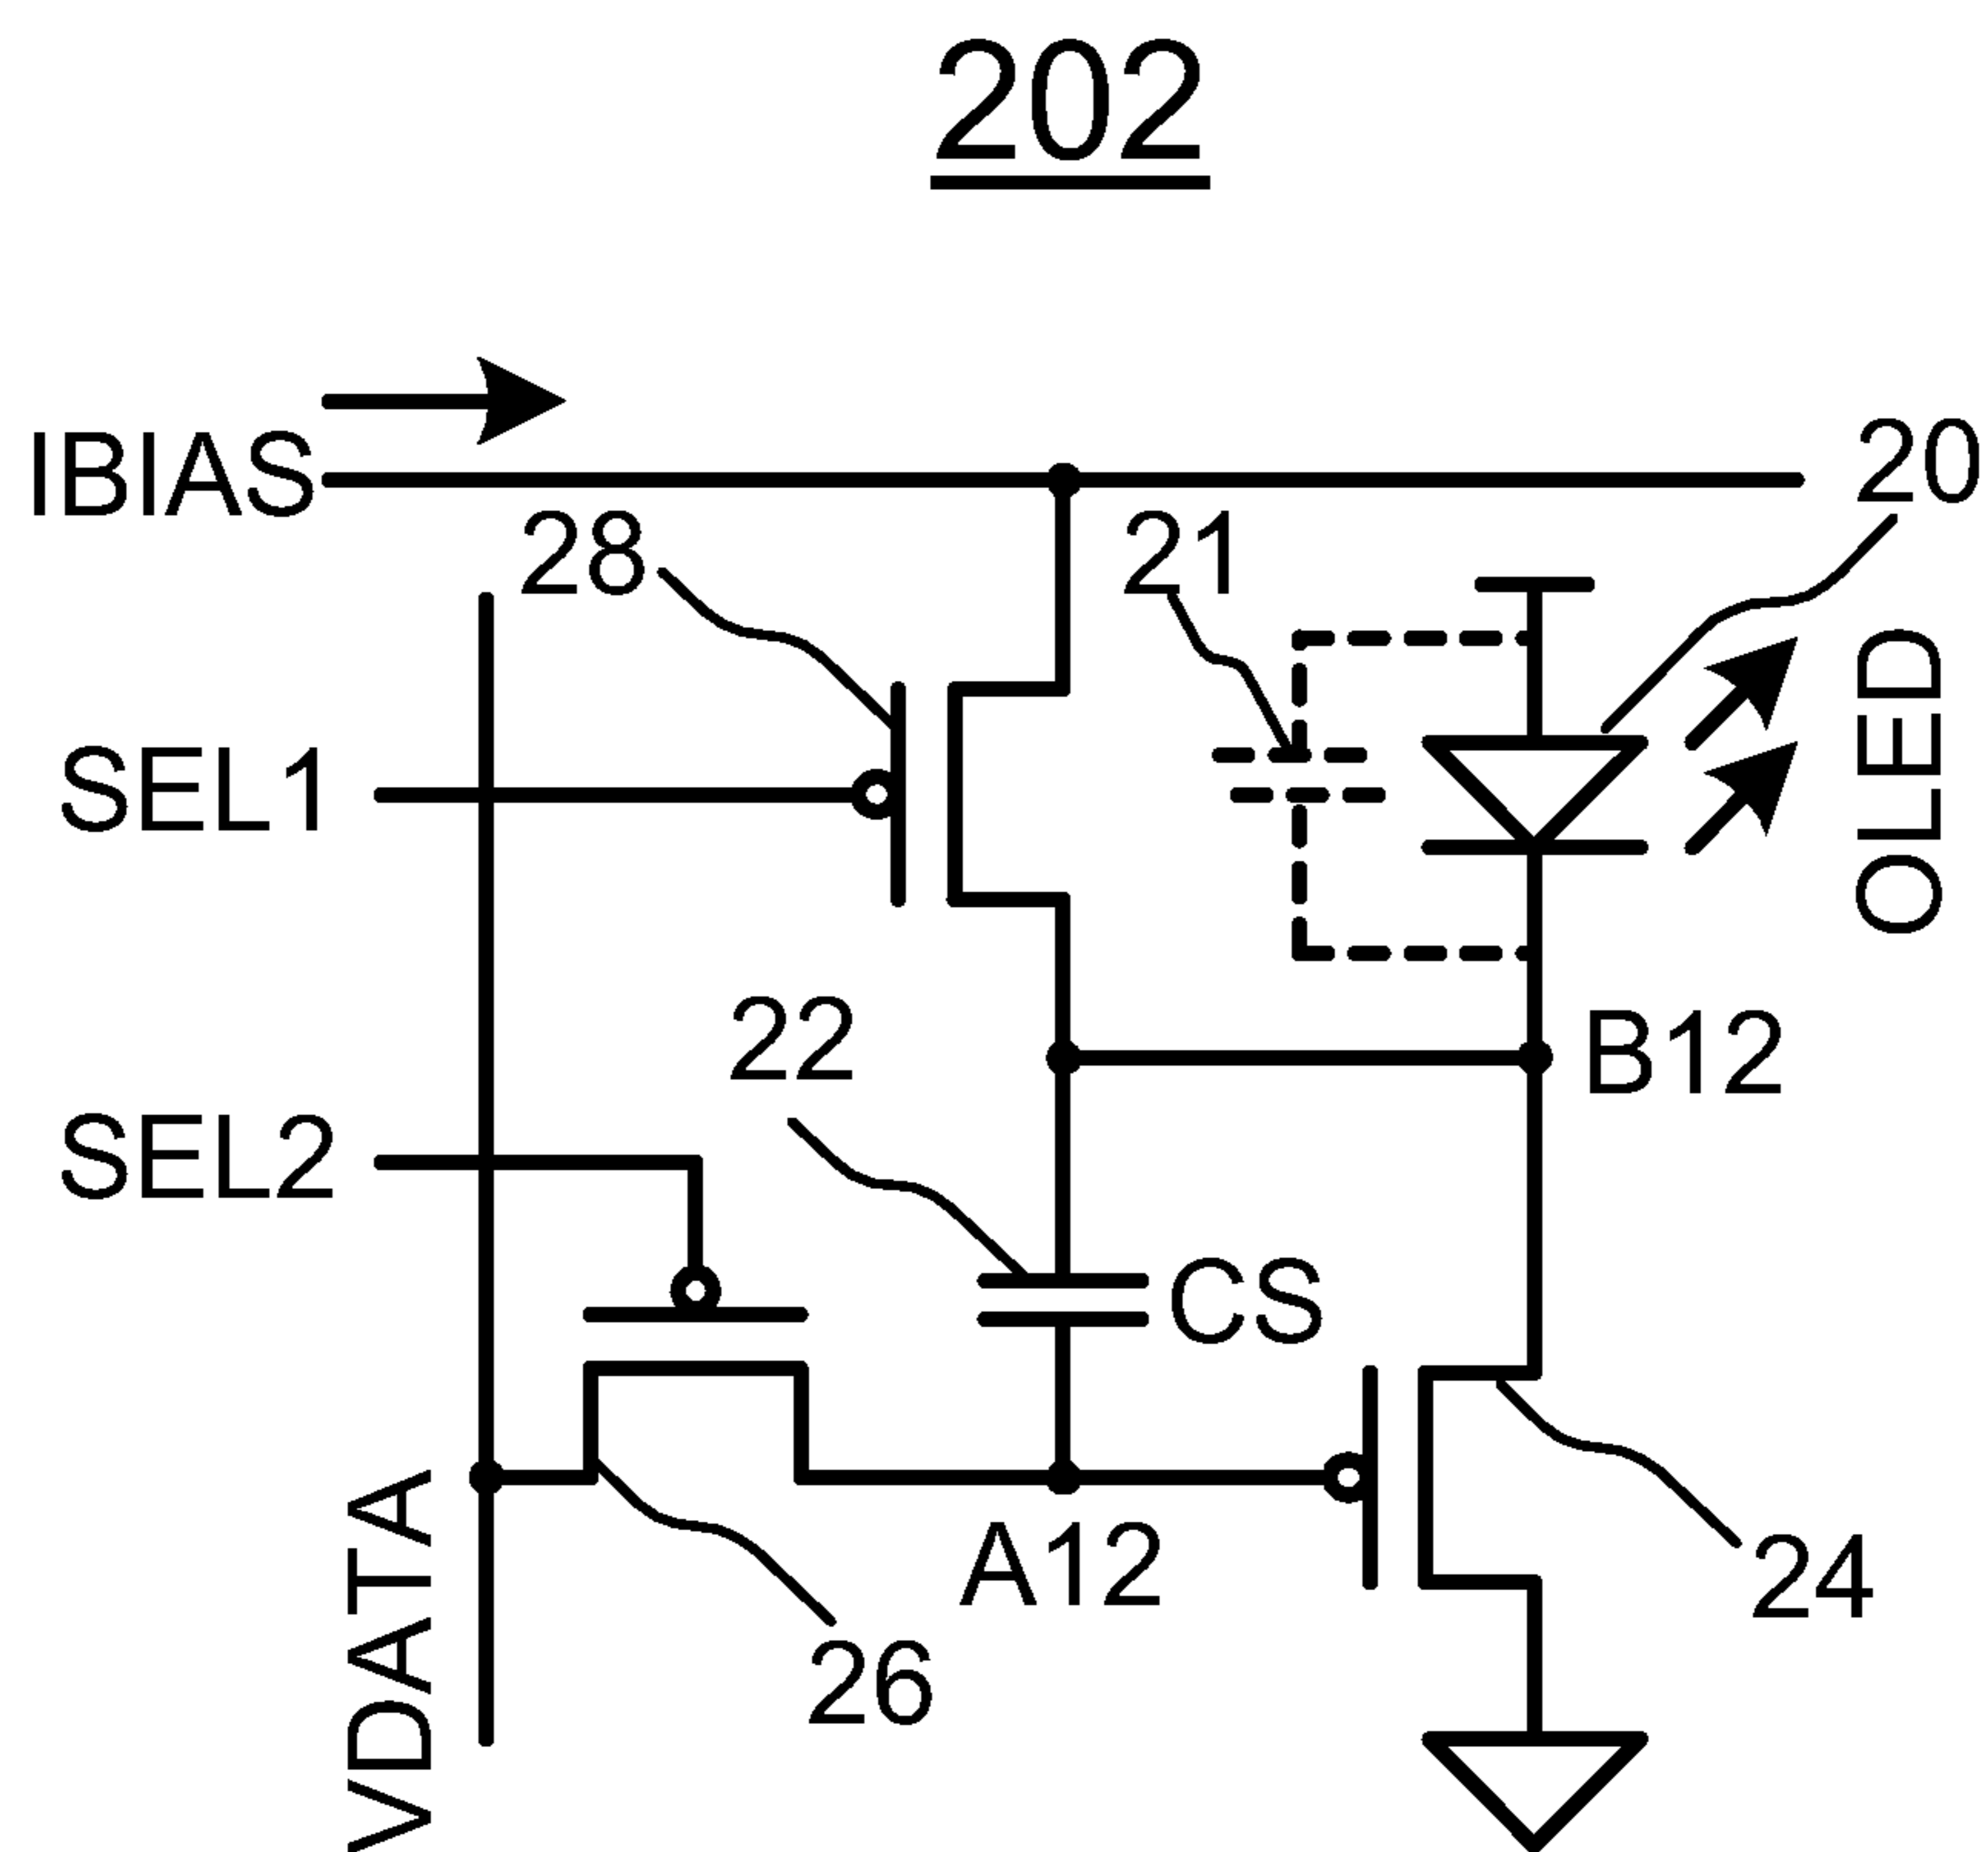 202
IBIAS
20
28
21
OLED
SEL1
22
B12
SEL2
CS
VDATA
A12
24
26